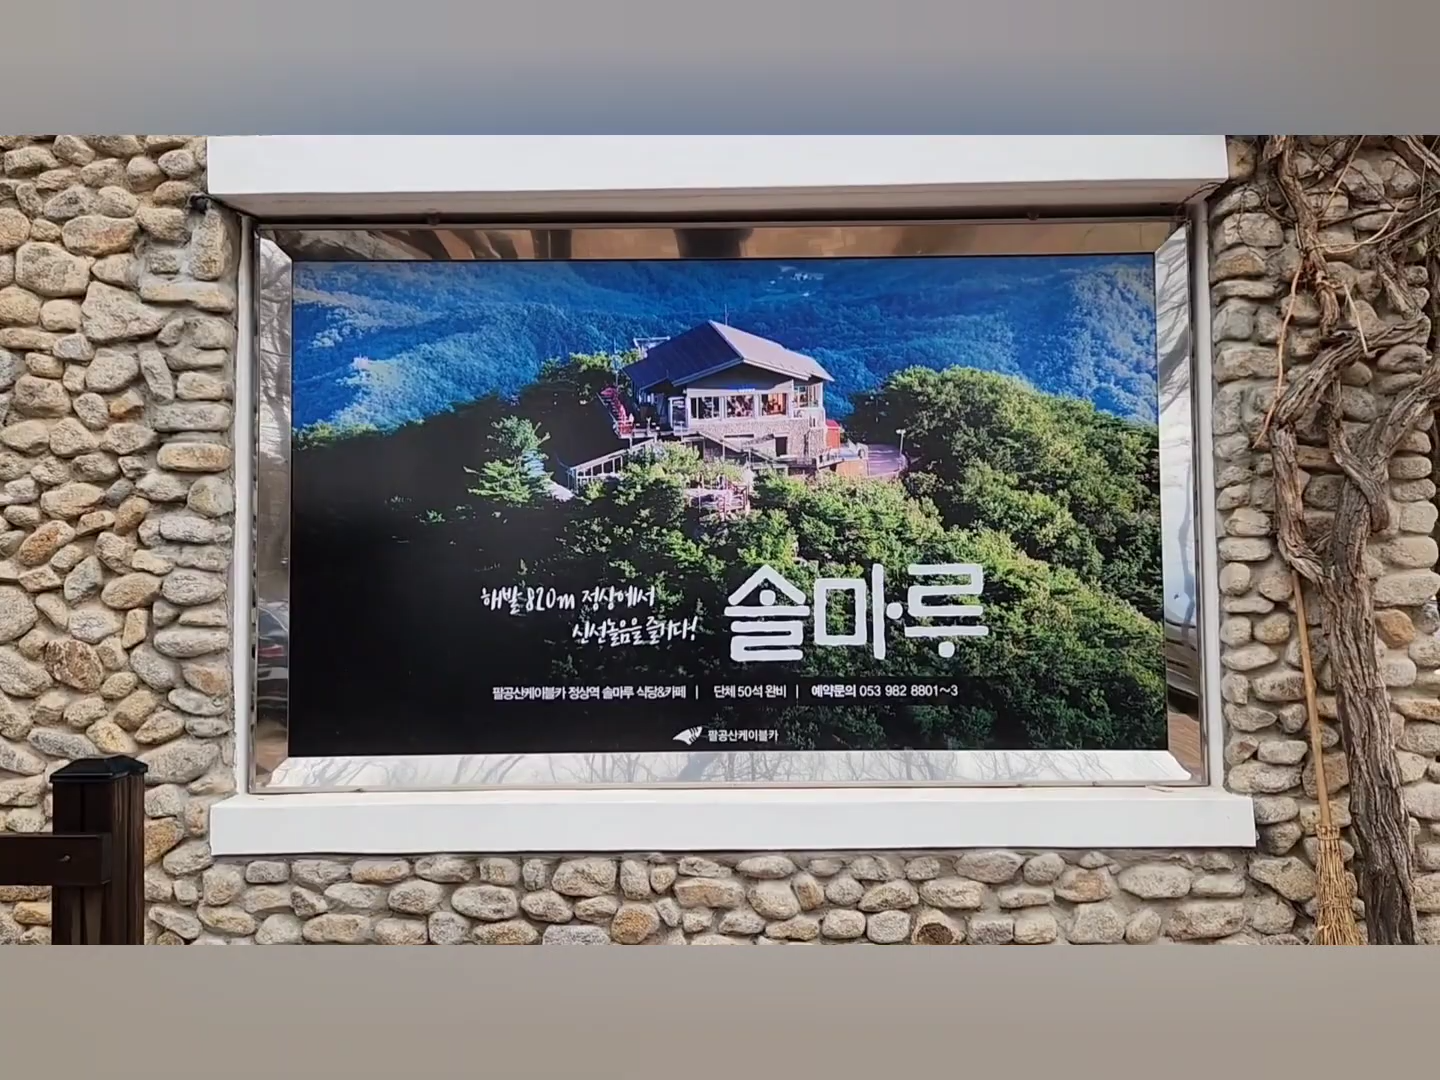 해발 820m 정상에서
신선놀음을 즐기다!
솔마루
팔공산케이블카 정상역 솔마루 식당&카페 | 단체 50석 완비 | 예약문의 053 982 8801~3
팔공산케이블카